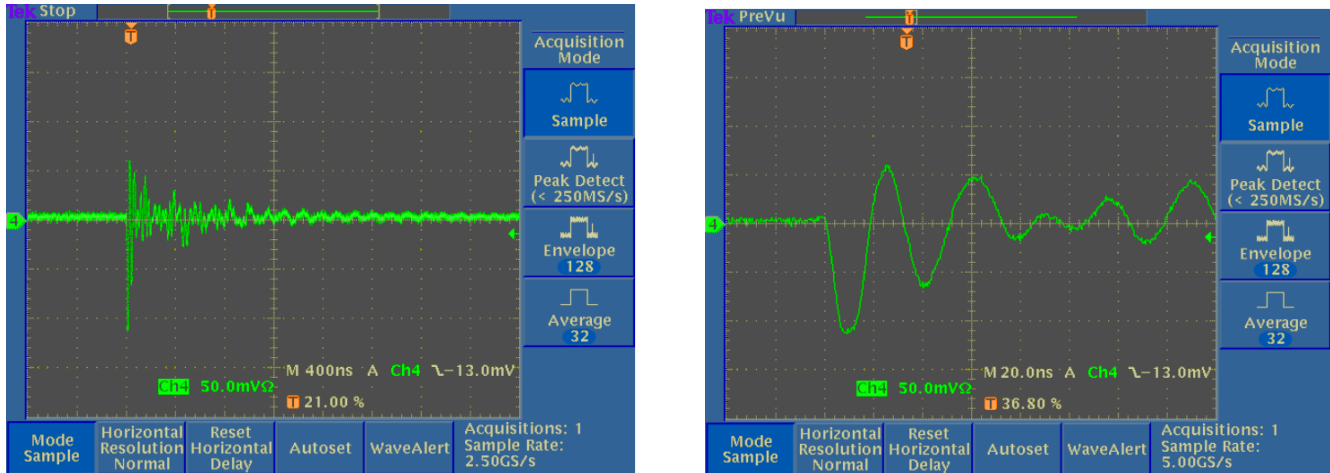 Tek Stop
T
T
Acquisition
Mode
Sample
Peak Detect
(< 250MS/s)
Envelope
128
Average
32
4
M 400ns A Ch4 ↘−13.0mV
Ch4 50.0mVΩ
T 21.00 %
Mode
Sample
Horizontal
Resolution
Normal
Reset
Horizontal
Delay
Autoset
WaveAlert
Acquisitions: 1
Sample Rate:
2.50GS/s
Tek PreVu
T
T
Acquisition
Mode
Sample
Peak Detect
(< 250MS/s)
Envelope
128
Average
32
4
M 20.0ns A Ch4 ↘−13.0mV
Ch4 50.0mVΩ
T 36.80 %
Mode
Sample
Horizontal
Resolution
Normal
Reset
Horizontal
Delay
Autoset
WaveAlert
Acquisitions: 1
Sample Rate:
5.00GS/s